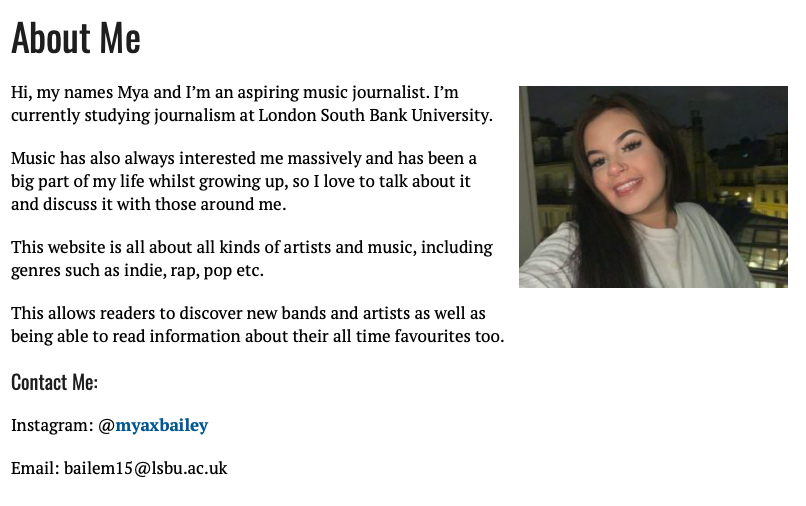 About Me
Hi, my names Mya and I’m an aspiring music journalist. I’m
currently studying journalism at London South Bank University.
Music has also always interested me massively and has been a
big part of my life whilst growing up, so I love to talk about it
and discuss it with those around me.
This website is all about all kinds of artists and music, including
genres such as indie, rap, pop etc.
This allows readers to discover new bands and artists as well as
being able to read information about their all time favourites too.
Contact Me:
Instagram: @myaxbailey
Email: bailem15@lsbu.ac.uk